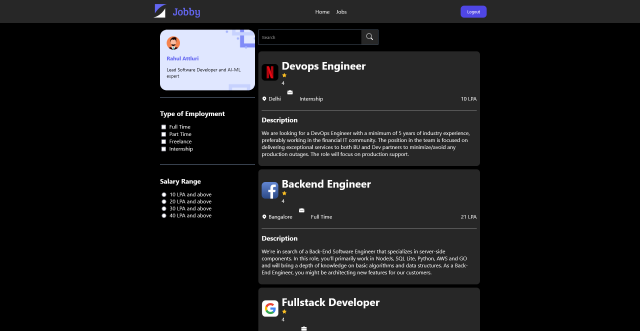 Jobby
Home
Jobs
Logout
Rahul Attluri
Lead Software Developer and AI-ML
expert
Type of Employment
Full Time
Part Time
Freelance
Internship
Salary Range
10 LPA and above
20 LPA and above
30 LPA and above
40 LPA and above
Search
Devops Engineer
4
Delhi
Internship
10 LPA
Description
We are looking for a DevOps Engineer with a minimum of 5 years of industry experience,
preferably working in the financial IT community. The position in the team is focused on
delivering exceptional services to both BU and Dev partners to minimize/avoid any
production outages. The role will focus on production support.
Backend Engineer
4
Bangalore
Full Time
21 LPA
Description
We're in search of a Back-End Software Engineer that specializes in server-side
components. In this role, you'll primarily work in NodeJs, SQL Lite, Python, AWS and GO
and will bring a depth of knowledge on basic algorithms and data structures. As a Back-
End Engineer, you might be architecting new features for our customers.
Fullstack Developer
4